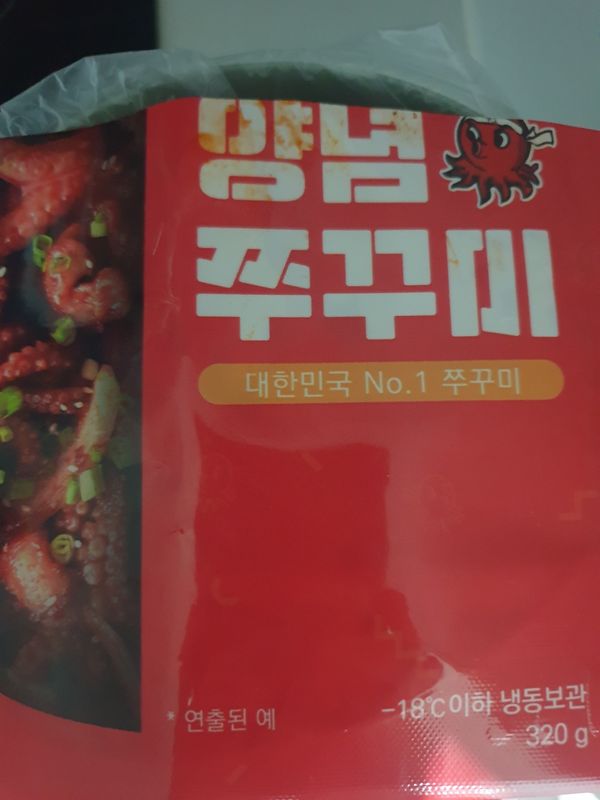 양념
쭈꾸미
대한민국 No.1 쭈꾸미
* 연출된 예
-18℃이하 냉동보관
320 g